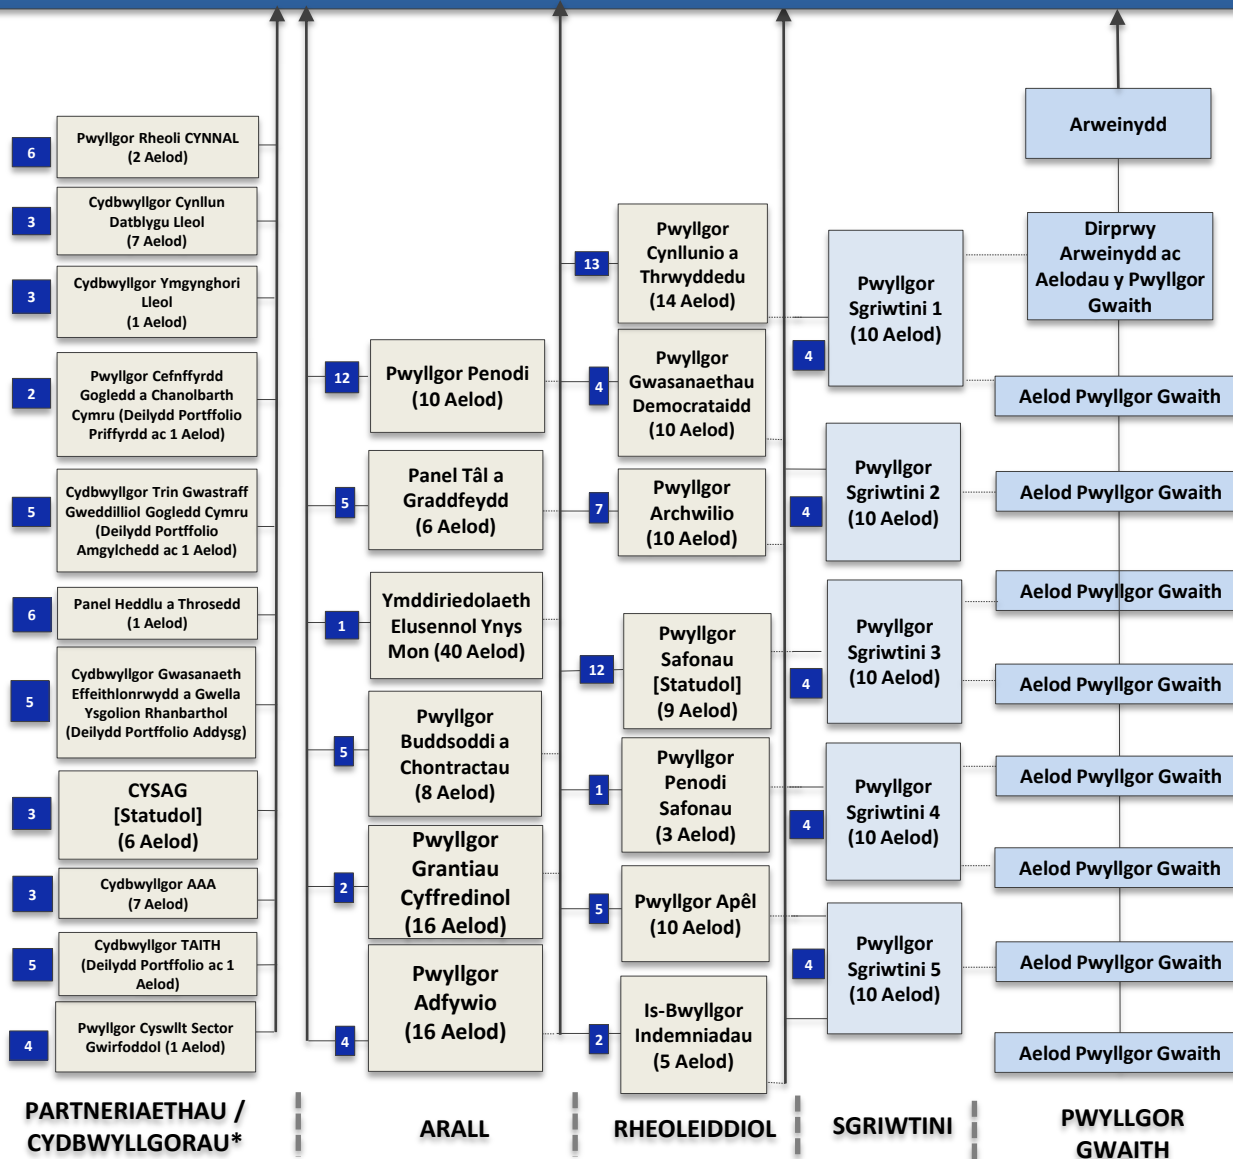 6
Pwyllgor Rheoli CYNNAL
(2 Aelod)
3
Cydbwyllgor Cynllun
Datblygu Lleol
(7 Aelod)
3
Cydbwyllgor Ymgynghori
Lleol
(1 Aelod)
2
Pwyllgor Cefnffyrdd
Gogledd a Chanolbarth
Cymru (Deilydd Portffolio
Priffyrdd ac 1 Aelod)
5
Cydbwyllgor Trin Gwastraff
Gweddilliol Gogledd Cymru
(Deilydd Portffolio
Amgylchedd ac 1 Aelod)
6
Panel Heddlu a Throsedd
(1 Aelod)
5
Cydbwyllgor Gwasanaeth
Effeithlonrwydd a Gwella
Ysgolion Rhanbarthol
(Deilydd Portffolio Addysg)
3
CYSAG
[Statudol]
(6 Aelod)
3
Cydbwyllgor AAA
(7 Aelod)
5
Cydbwyllgor TAITH
(Deilydd Portffolio ac 1
Aelod)
4
Pwyllgor Cyswllt Sector
Gwirfoddol (1 Aelod)
PARTNERIAETHAU /
CYDBWYLLGORAU*
12
Pwyllgor Penodi
(10 Aelod)
5
Panel Tâl a
Graddfeydd
(6 Aelod)
1
Ymddiriedolaeth
Elusennol Ynys
Mon (40 Aelod)
5
Pwyllgor
Buddsoddi a
Chontractau
(8 Aelod)
2
Pwyllgor
Grantiau
Cyffredinol
(16 Aelod)
4
Pwyllgor
Adfywio
(16 Aelod)
ARALL
13
Pwyllgor
Cynllunio a
Thrwyddedu
(14 Aelod)
4
Pwyllgor
Gwasanaethau
Democrataidd
(10 Aelod)
7
Pwyllgor
Archwilio
(10 Aelod)
12
Pwyllgor
Safonau
[Statudol]
(9 Aelod)
1
Pwyllgor
Penodi
Safonau
(3 Aelod)
5
Pwyllgor Apêl
(10 Aelod)
2
Is-Bwyllgor
Indemniadau
(5 Aelod)
RHEOLEIDDIOL
4
Pwyllgor
Sgriwtini 1
(10 Aelod)
4
Pwyllgor
Sgriwtini 2
(10 Aelod)
4
Pwyllgor
Sgriwtini 3
(10 Aelod)
4
Pwyllgor
Sgriwtini 4
(10 Aelod)
4
Pwyllgor
Sgriwtini 5
(10 Aelod)
SGRIWTINI
Arweinydd
Dirprwy
Arweinydd ac
Aelodau y Pwyllgor
Gwaith
Aelod Pwyllgor Gwaith
Aelod Pwyllgor Gwaith
Aelod Pwyllgor Gwaith
Aelod Pwyllgor Gwaith
Aelod Pwyllgor Gwaith
Aelod Pwyllgor Gwaith
Aelod Pwyllgor Gwaith
Aelod Pwyllgor Gwaith
PWYLLGOR
GWAITH